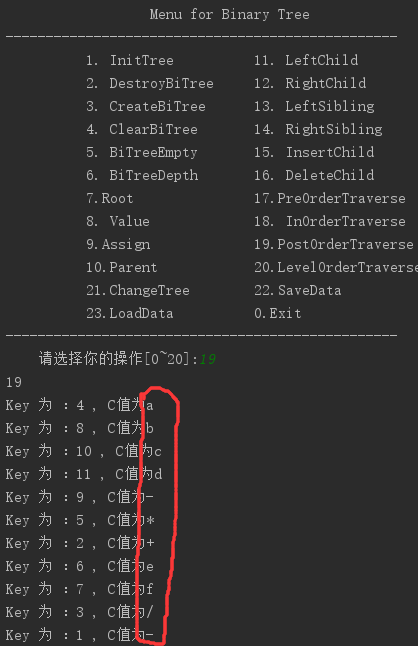 Menu for Binary Tree
--------------------------------------------------
1. InitTree 11. LeftChild
2. DestroyBiTree 12. RightChild
3. CreateBiTree 13. LeftSibling
4. ClearBiTree 14. RightSibling
5. BiTreeEmpty 15. InsertChild
6. BiTreeDepth 16. DeleteChild
7.Root 17.PreOrderTraverse
8. Value 18. InOrderTraverse
9.Assign 19.PostOrderTraverse
10.Parent 20.LevelOrderTraverse
21.ChangeTree 22.SaveData
23.LoadData 0.Exit
--------------------------------------------------
请选择你的操作[0~20]:19
19
Key 为 :4 , C值为a
Key 为 :8 , C值为b
Key 为 :10 , C值为c
Key 为 :11 , C值为d
Key 为 :9 , C值为-
Key 为 :5 , C值为*
Key 为 :2 , C值为+
Key 为 :6 , C值为e
Key 为 :7 , C值为f
Key 为 :3 , C值为/
Key 为 :1 , C值为-